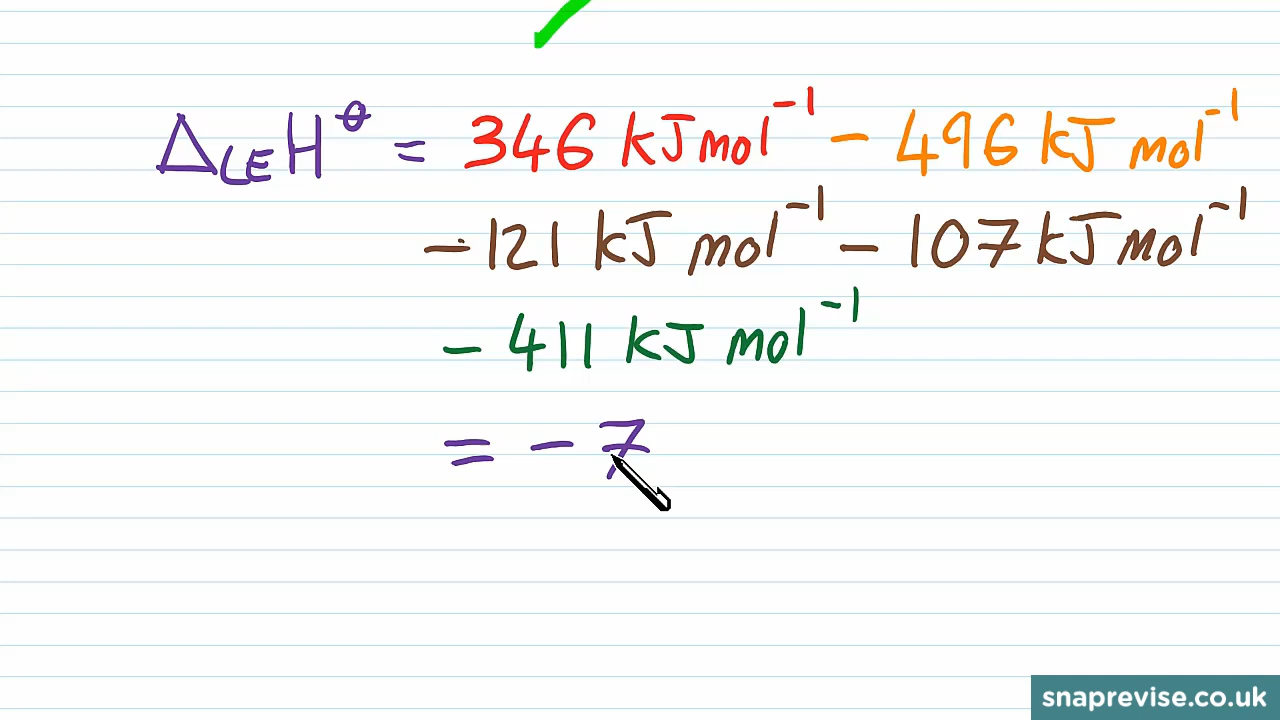 Δ_LE H^θ = 346 kJ mol⁻¹ − 496 kJ mol⁻¹
− 121 kJ mol⁻¹ − 107 kJ mol⁻¹
− 411 kJ mol⁻¹
= − 7
snaprevise.co.uk